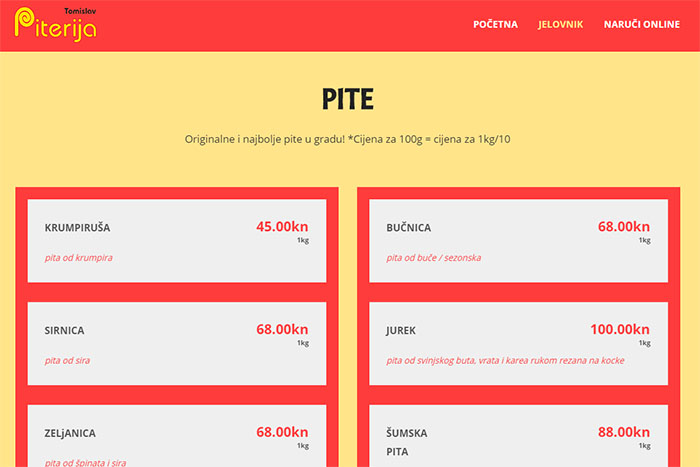 Tomislav
Piterija
POČETNA JELOVNIK NARUČI ONLINE
PITE
Originalne i najbolje pite u gradu! *Cijena za 100g = cijena za 1kg/10
KRUMPIRUŠA 45.00kn
1kg
pita od krumpira
BUČNICA 68.00kn
1kg
pita od buče / sezonska
SIRNICA 68.00kn
1kg
pita od sira
JUREK 100.00kn
1kg
pita od svinjskog buta, vrata i karea rukom rezana na kocke
ZELjANICA 68.00kn
1kg
pita od špinata i sira
ŠUMSKA 88.00kn
PITA 1kg